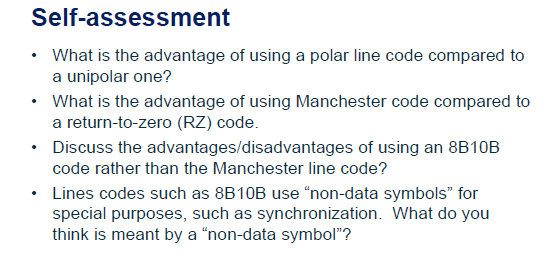 Self-assessment
• What is the advantage of using a polar line code compared to
a unipolar one?
• What is the advantage of using Manchester code compared to
a return-to-zero (RZ) code.
• Discuss the advantages/disadvantages of using an 8B10B
code rather than the Manchester line code?
• Lines codes such as 8B10B use “non-data symbols” for
special purposes, such as synchronization.  What do you
think is meant by a “non-data symbol”?